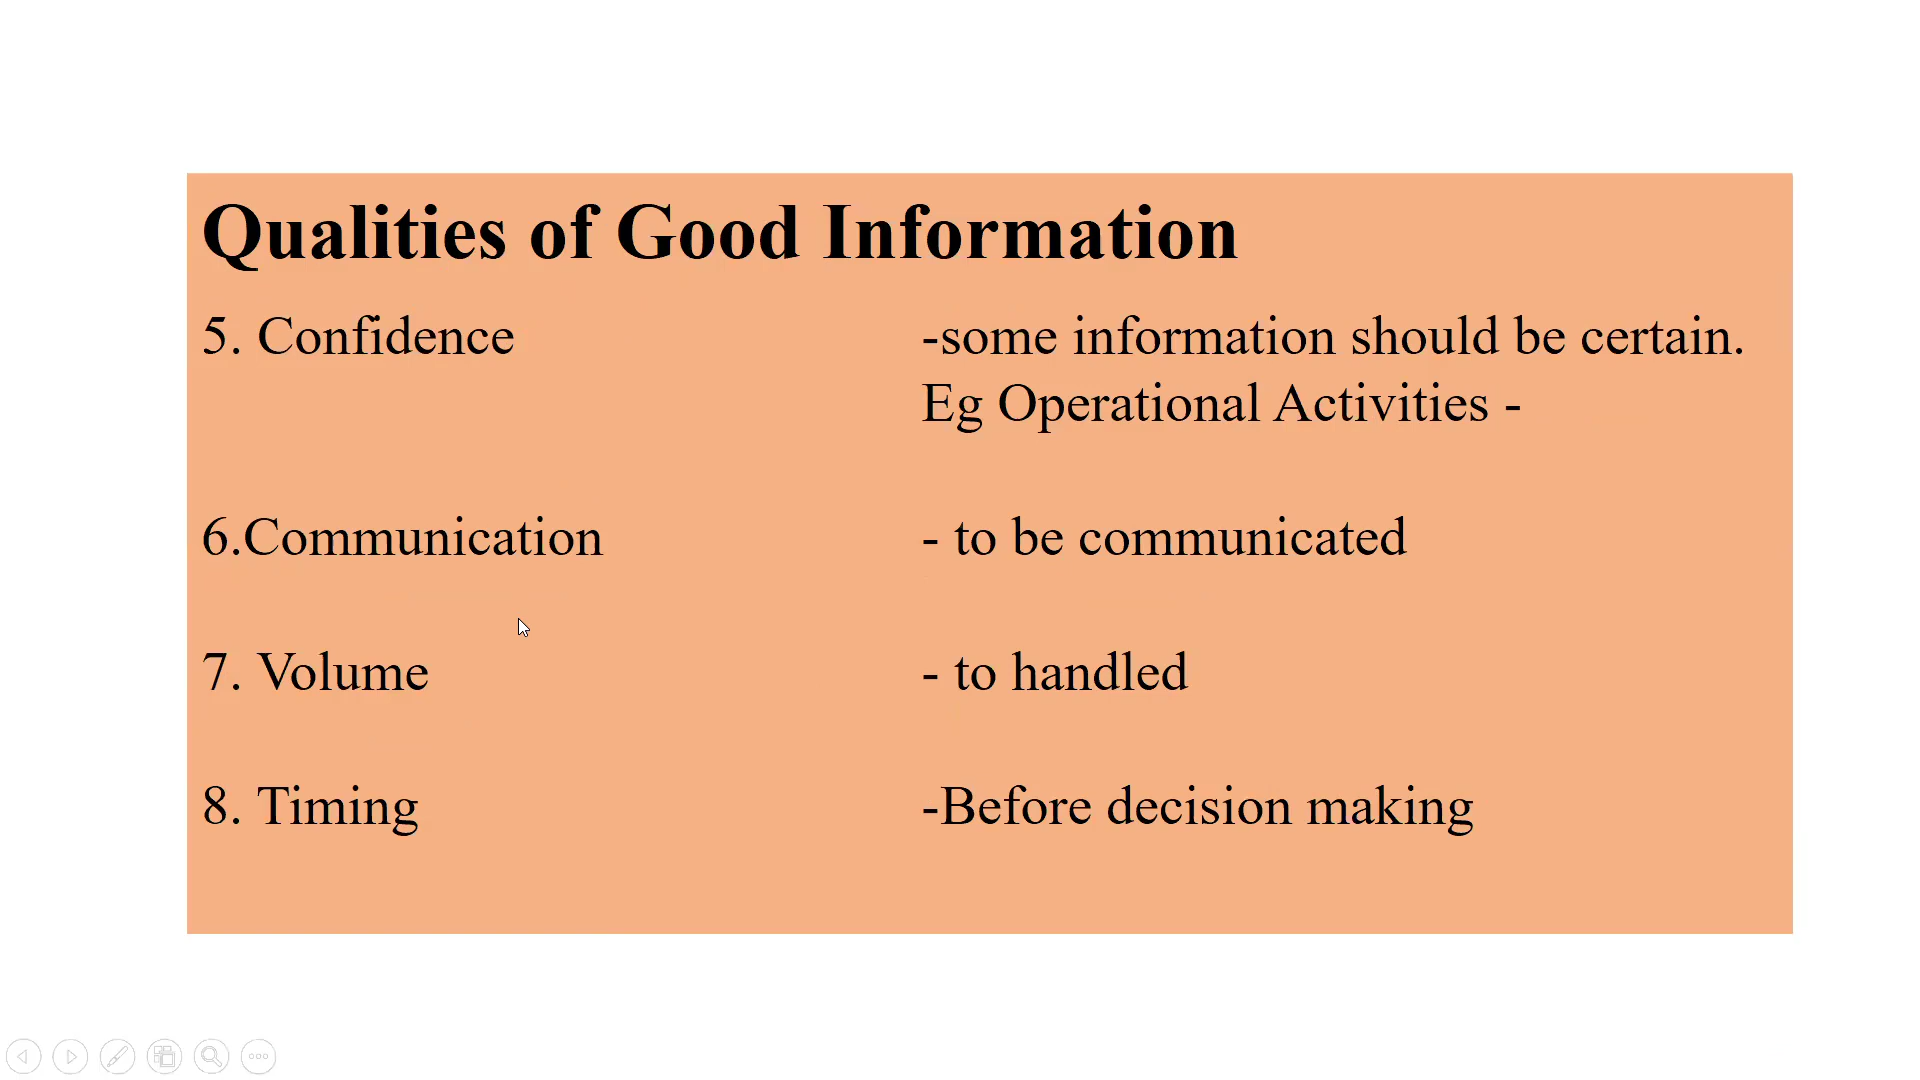 Qualities of Good Information
5. Confidence -some information should be certain.
Eg Operational Activities -
6.Communication - to be communicated
7. Volume - to handled
8. Timing -Before decision making